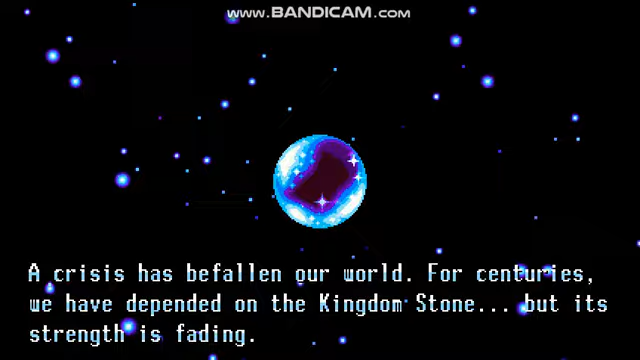 www.BANDICAM.com
A crisis has befallen our world. For centuries,
we have depended on the Kingdom Stone... but its
strength is fading.